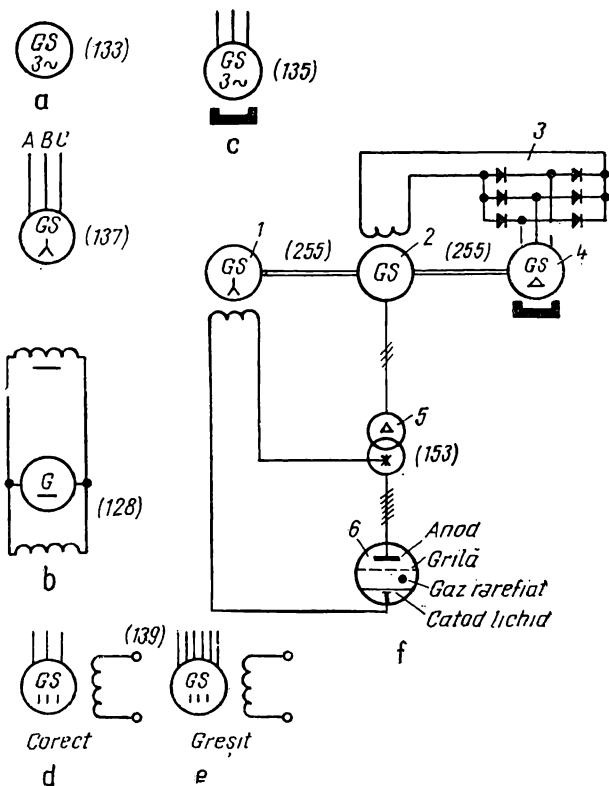 GS
3~
(133)
a
GS
3~
(135)
c
A B C
GS
(137)
3
1
(255)
2
(255)
4
GS
GS
GS
Δ
5
Δ
(153)
G
(128)
b
6
Anod
Grilă
Gaz rarefiat
Catod lichid
f
(139)
GS
GS
Corect
Greșit
d
e